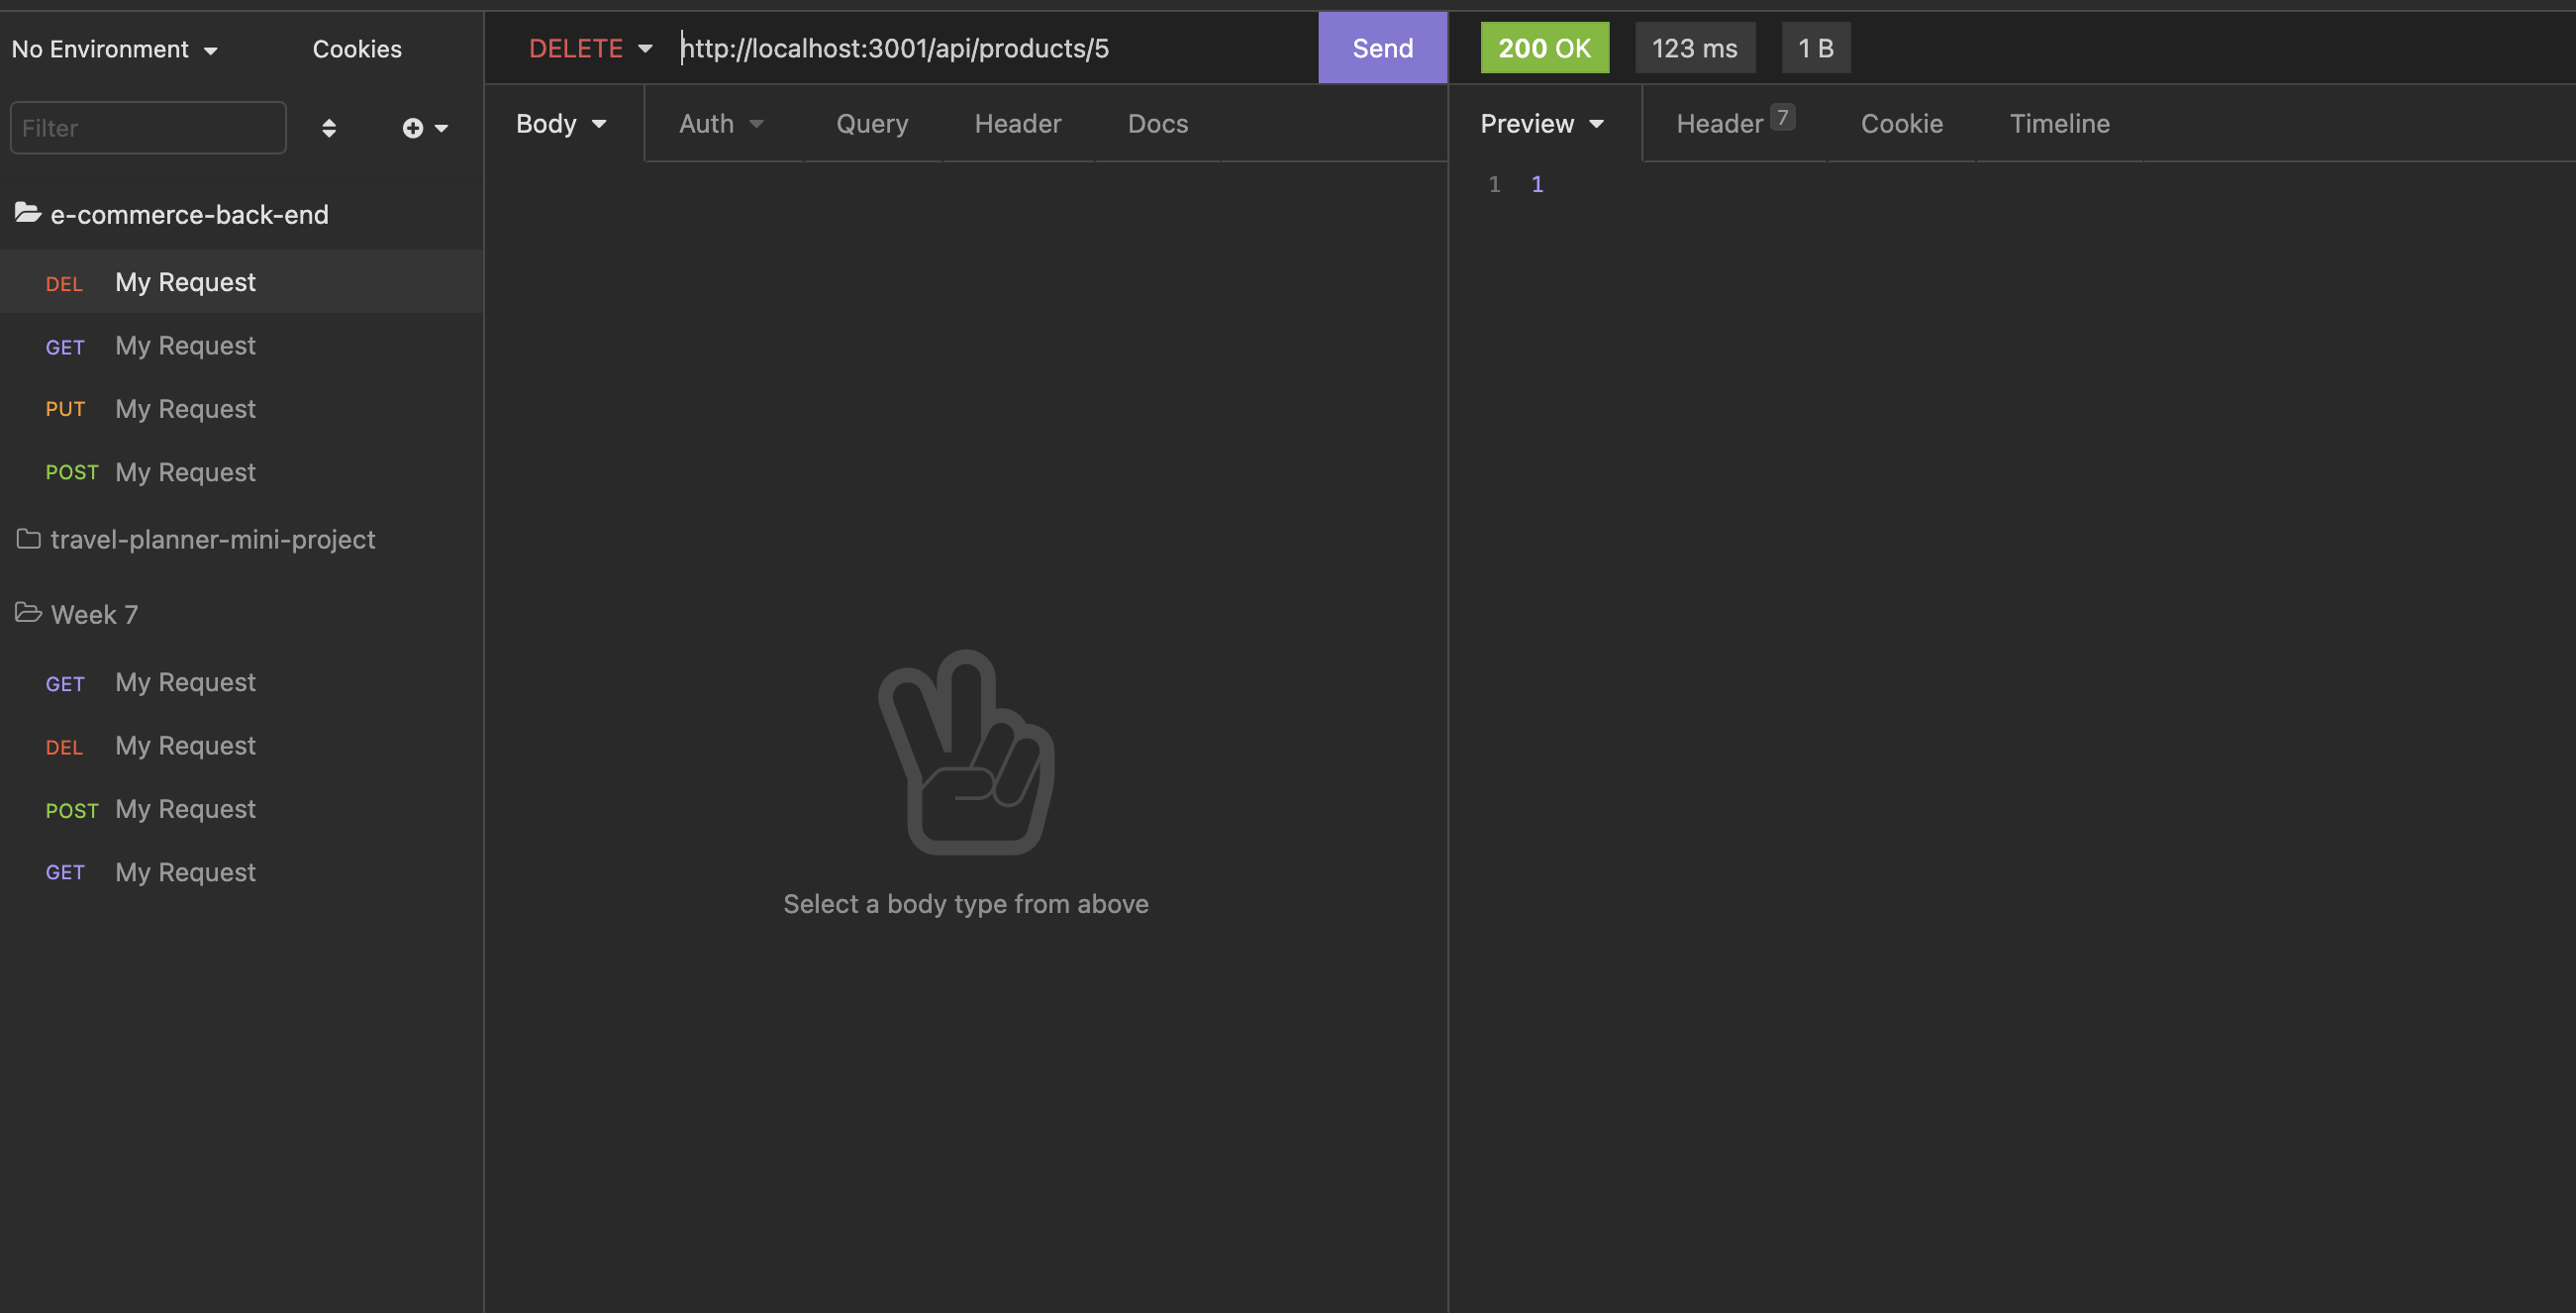 No Environment
Cookies
Filter
e-commerce-back-end
DEL My Request
GET My Request
PUT My Request
POST My Request
travel-planner-mini-project
Week 7
GET My Request
DEL My Request
POST My Request
GET My Request
DELETE http://localhost:3001/api/products/5 Send
Body Auth Query Header Docs
Select a body type from above
200 OK 123 ms 1 B
Preview Header 7 Cookie Timeline
1 1